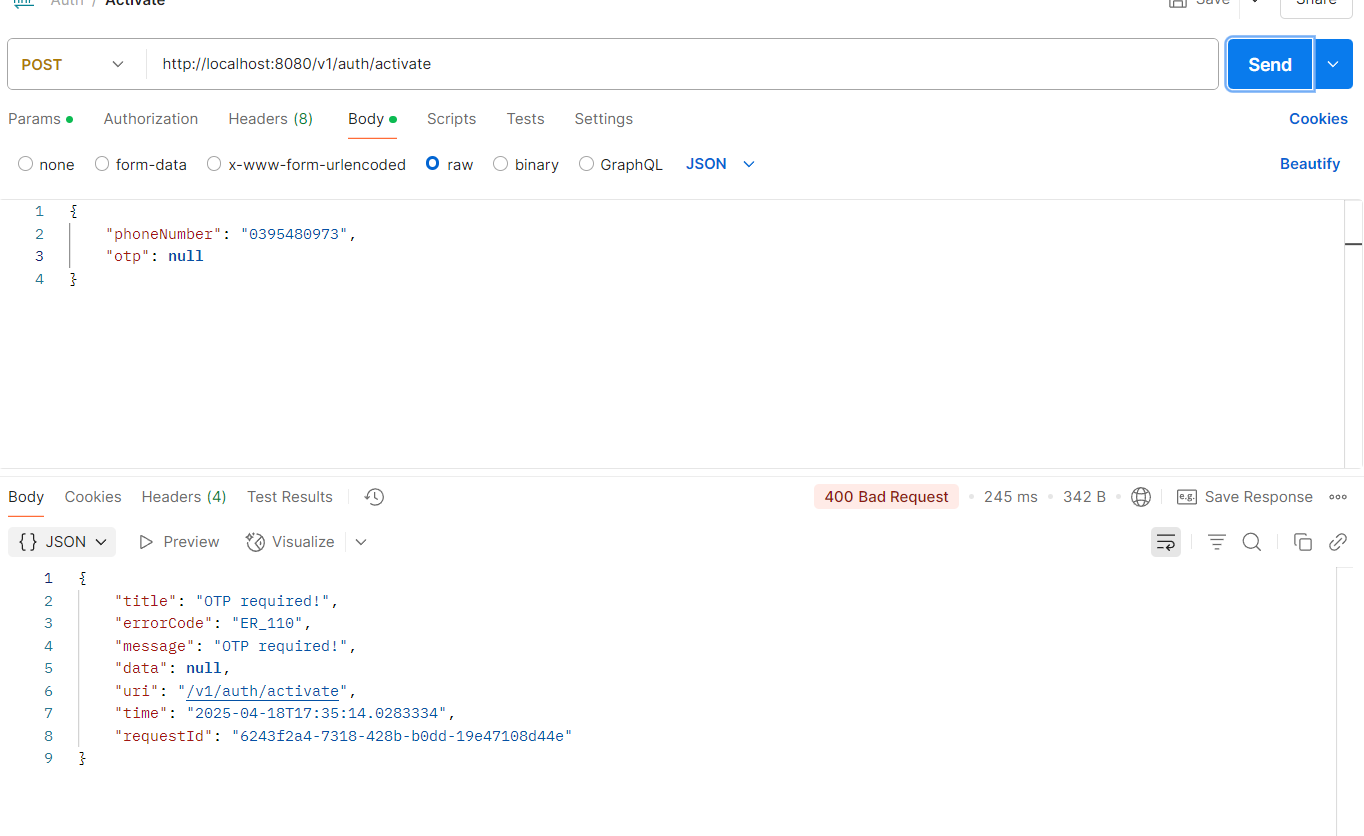 Auth / Activate Save Share
POST http://localhost:8080/v1/auth/activate Send
Params Authorization Headers (8) Body Scripts Tests Settings Cookies
none form-data x-www-form-urlencoded raw binary GraphQL JSON Beautify
1 {
2 "phoneNumber": "0395480973",
3 "otp": null
4 }
Body Cookies Headers (4) Test Results 400 Bad Request • 245 ms • 342 B • e.g. Save Response
{} JSON Preview Visualize
1 {
2 "title": "OTP required!",
3 "errorCode": "ER_110",
4 "message": "OTP required!",
5 "data": null,
6 "uri": "/v1/auth/activate",
7 "time": "2025-04-18T17:35:14.0283334",
8 "requestId": "6243f2a4-7318-428b-b0dd-19e47108d44e"
9 }